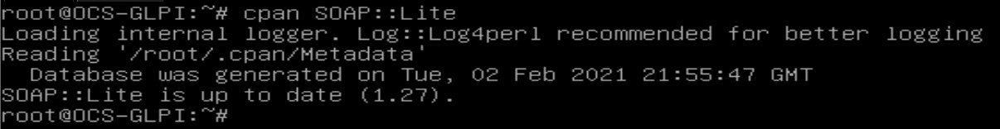 root@OCS-GLPI:~# cpan SOAP::Lite
Loading internal logger. Log::Log4perl recommended for better logging
Reading '/root/.cpan/Metadata'
  Database was generated on Tue, 02 Feb 2021 21:55:47 GMT
SOAP::Lite is up to date (1.27).
root@OCS-GLPI:~#